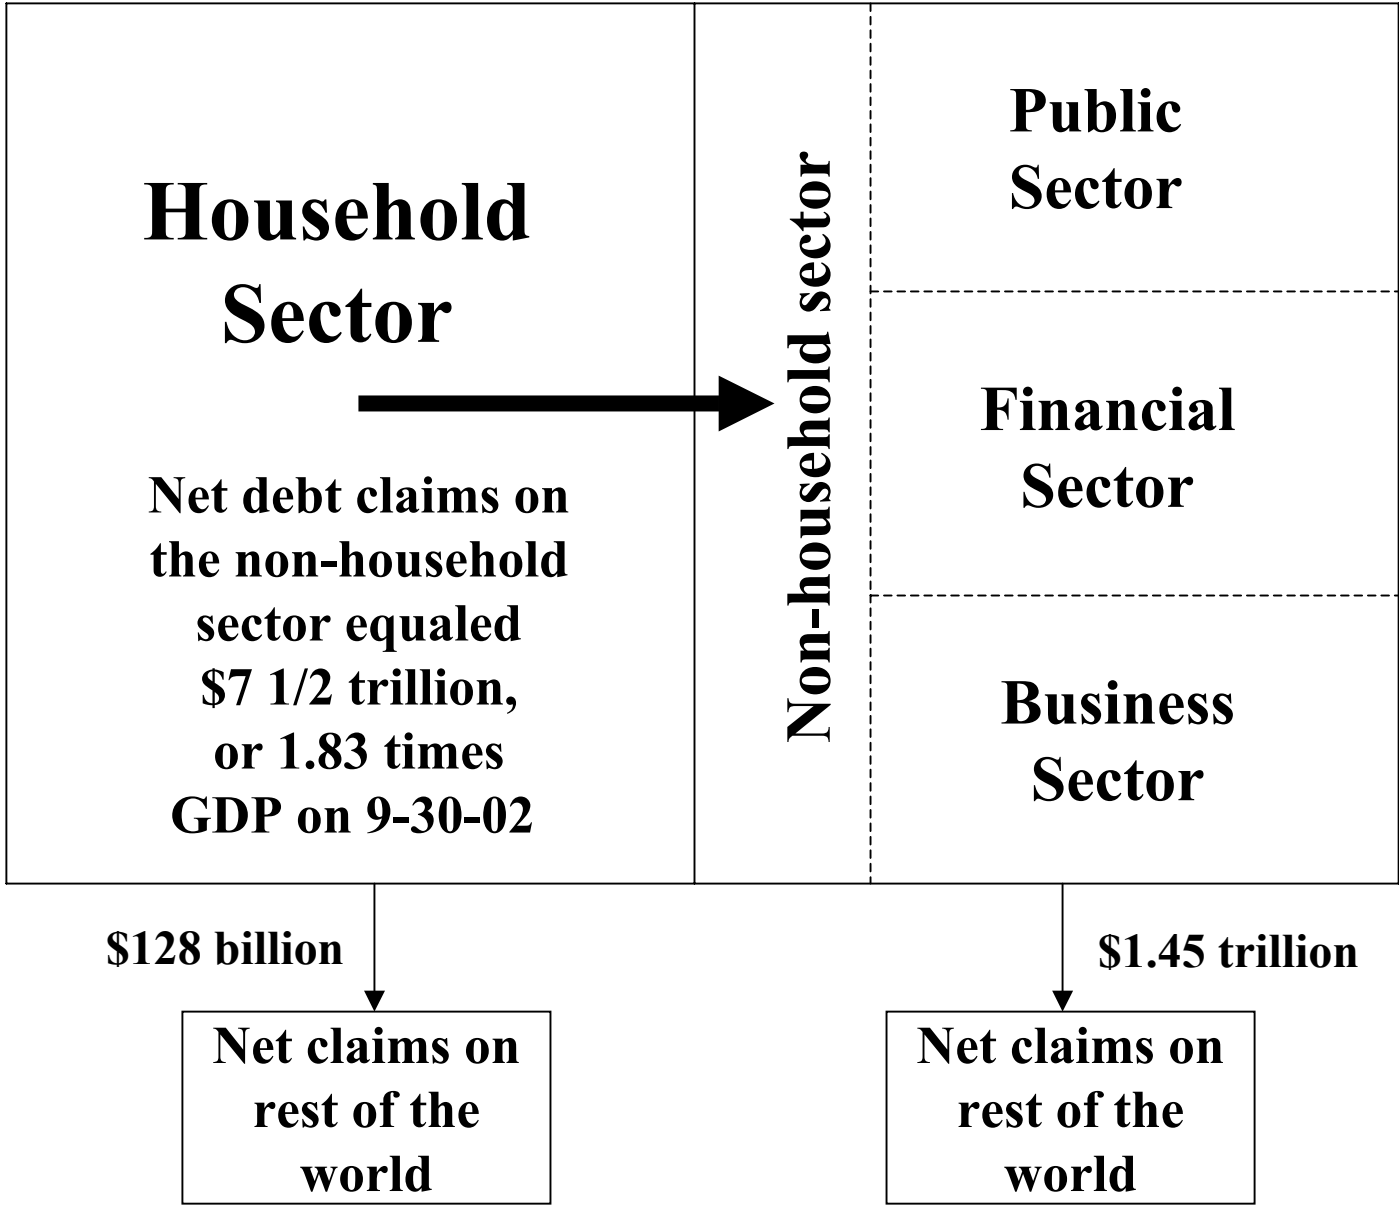 Household
Sector
Net debt claims on
the non-household
sector equaled
$7 1/2 trillion,
or 1.83 times
GDP on 9-30-02
Non-household sector
Public
Sector
Financial
Sector
Business
Sector
$128 billion
Net claims on
rest of the
world
$1.45 trillion
Net claims on
rest of the
world